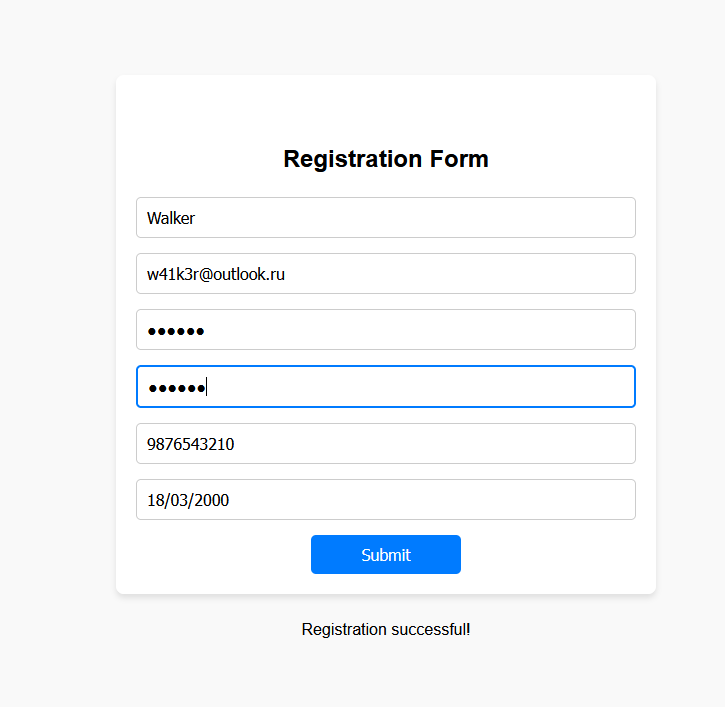 Registration Form
Walker
w41k3r@outlook.ru
●●●●●●
●●●●●●
9876543210
18/03/2000
Submit
Registration successful!